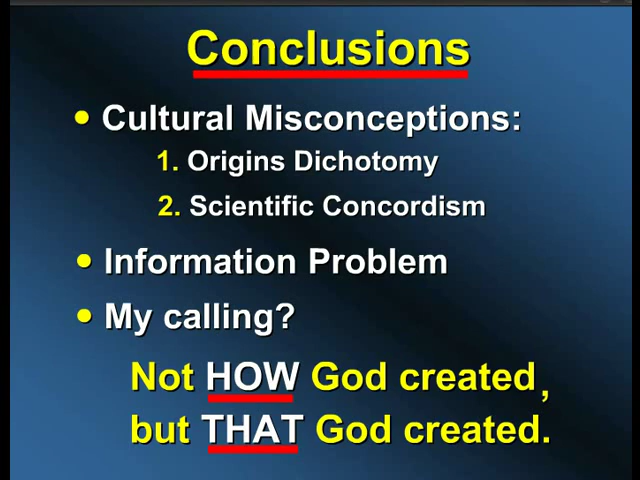 Conclusions
• Cultural Misconceptions:
1. Origins Dichotomy
2. Scientific Concordism
• Information Problem
• My calling?
Not HOW God created,
but THAT God created.